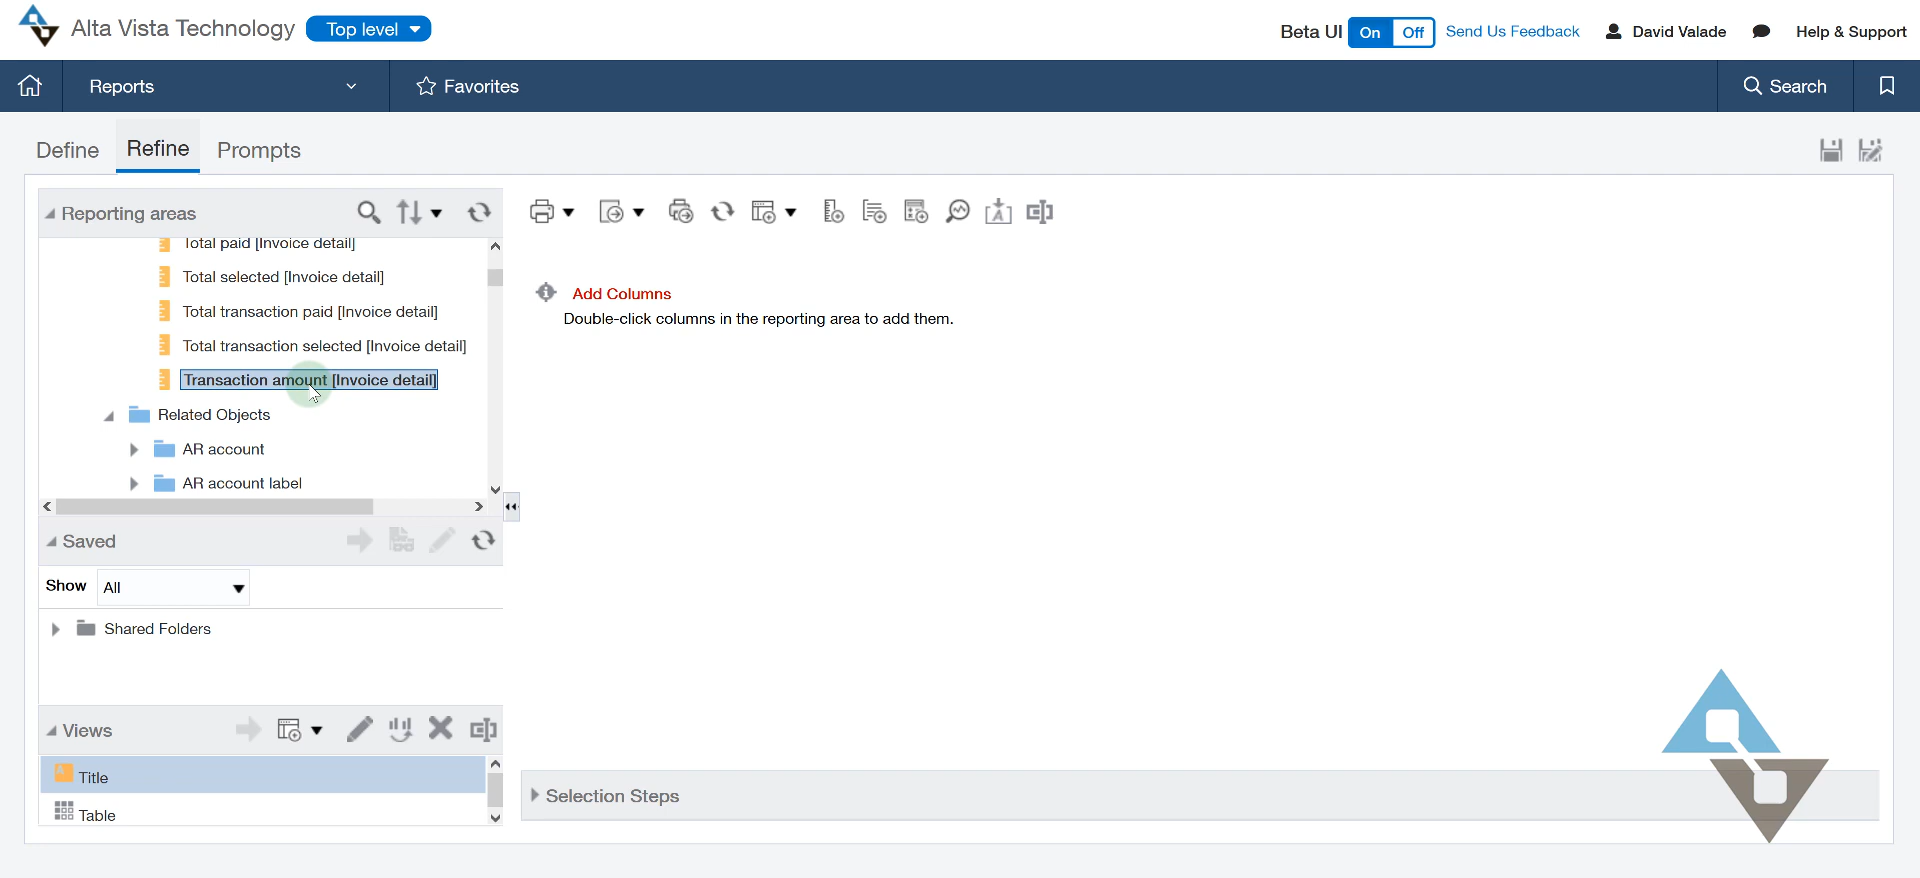 Alta Vista Technology
Top level
Beta UI
On
Off
Send Us Feedback
David Valade
Help & Support
Reports
Favorites
Search
Define
Refine
Prompts
Reporting areas
Total paid [Invoice detail]
Total selected [Invoice detail]
Total transaction paid [Invoice detail]
Total transaction selected [Invoice detail]
Transaction amount [Invoice detail]
Related Objects
AR account
AR account label
Add Columns
Double-click columns in the reporting area to add them.
Saved
Show
All
Shared Folders
Views
Title
Table
Selection Steps